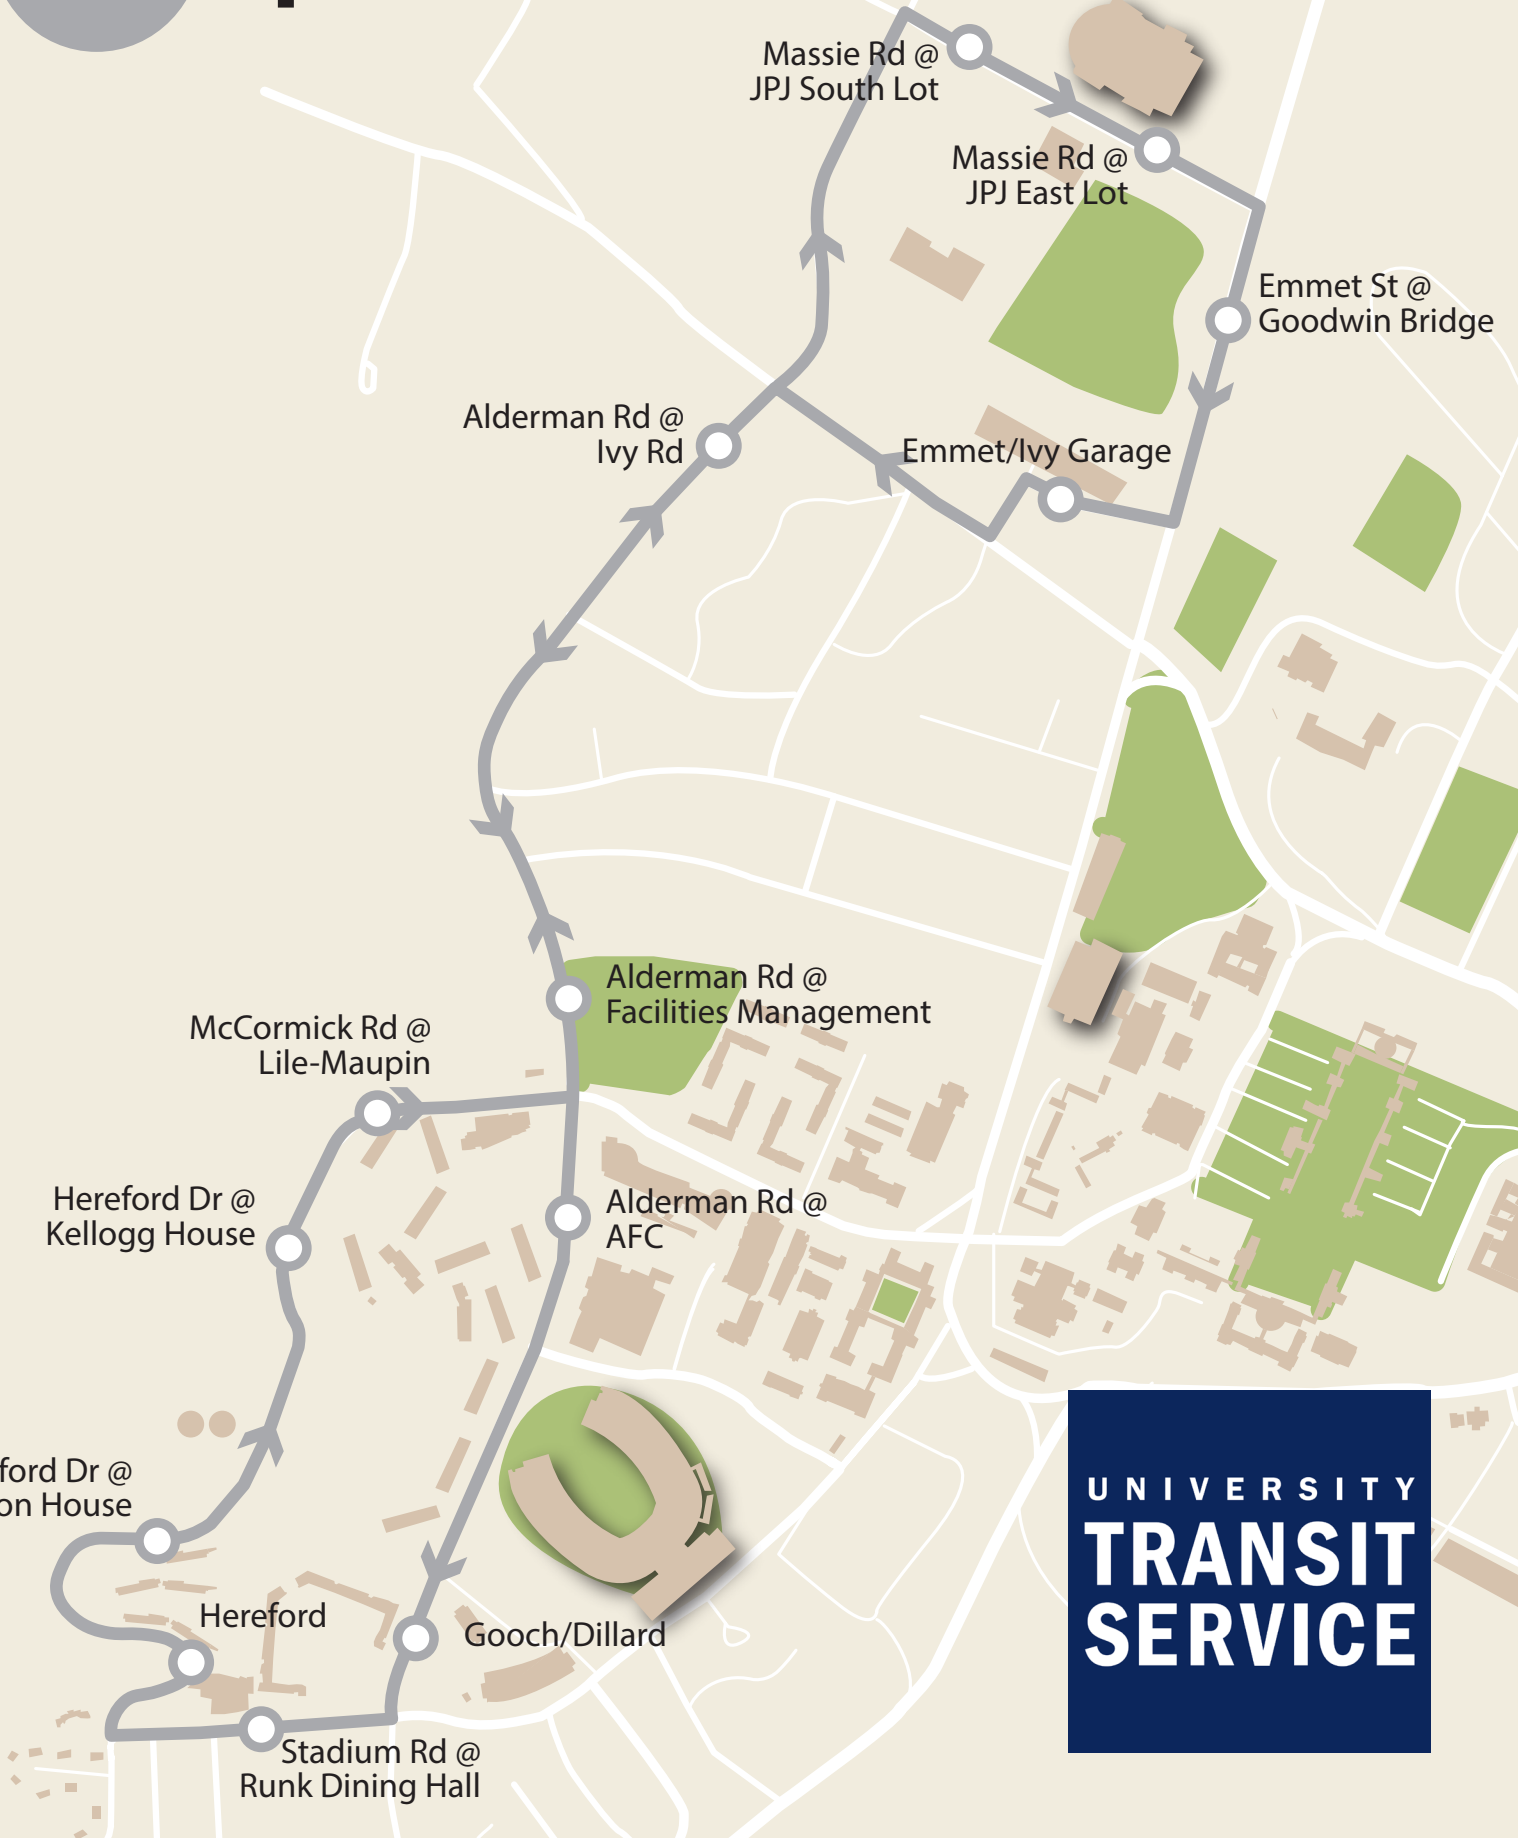 Massie Rd @
JPJ South Lot
Massie Rd @
JPJ East Lot
Emmet St @
Goodwin Bridge
Alderman Rd @
Ivy Rd
Emmet/Ivy Garage
Alderman Rd @
Facilities Management
McCormick Rd @
Lile-Maupin
Hereford Dr @
Kellogg House
Alderman Rd @
AFC
ford Dr @
on House
Hereford
Gooch/Dillard
Stadium Rd @
Runk Dining Hall
UNIVERSITY
TRANSIT
SERVICE